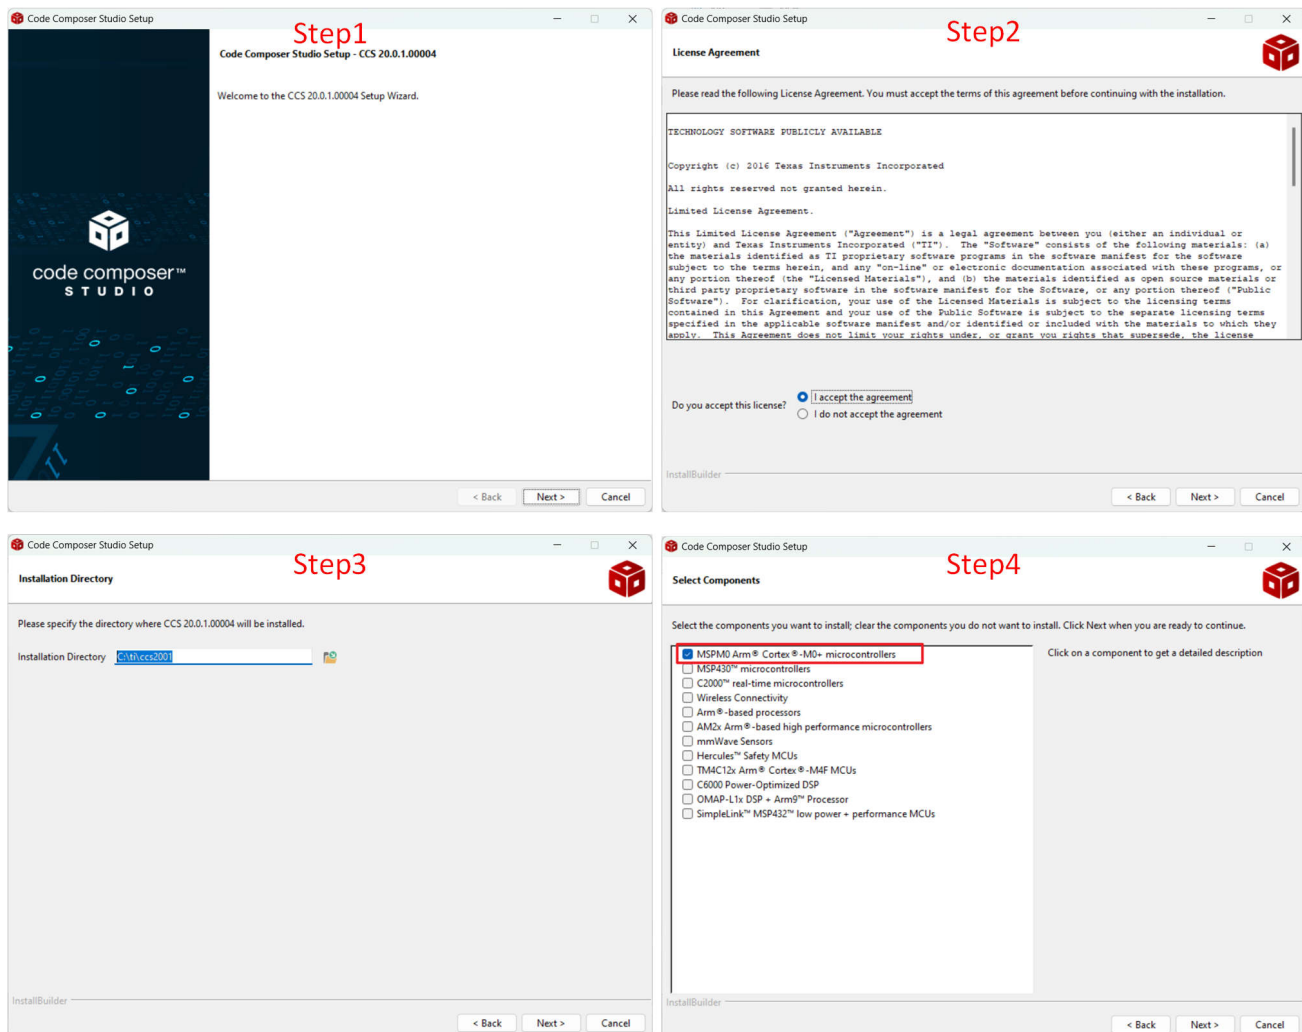 Code Composer Studio Setup
Step1
Code Composer Studio Setup - CCS 20.0.1.00004
Welcome to the CCS 20.0.1.00004 Setup Wizard.
code composer™
STUDIO
< Back Next > Cancel
Code Composer Studio Setup
Step2
License Agreement
Please read the following License Agreement. You must accept the terms of this agreement before continuing with the installation.
TECHNOLOGY SOFTWARE PUBLICLY AVAILABLE
Copyright (c) 2016 Texas Instruments Incorporated
All rights reserved not granted herein.
Limited License Agreement.
This Limited License Agreement ("Agreement") is a legal agreement between you (either an individual or
entity) and Texas Instruments Incorporated ("TI"). The "Software" consists of the following materials: (a)
the materials identified as TI proprietary software programs in the software manifest for the software
subject to the terms herein, and any "on-line" or electronic documentation associated with these programs, or
any portion thereof (the "Licensed Materials"), and (b) the materials identified as open source materials or
third party proprietary software in the software manifest for the Software, or any portion thereof ("Public
Software"). For clarification, your use of the Licensed Materials is subject to the licensing terms
contained in this Agreement and your use of the Public Software is subject to the separate licensing terms
specified in the applicable software manifest and/or identified or included with the materials to which they
apply. This Agreement does not limit your rights under, or grant you rights that supersede, the license
Do you accept this license?
I accept the agreement
I do not accept the agreement
InstallBuilder
< Back Next > Cancel
Code Composer Studio Setup
Step3
Installation Directory
Please specify the directory where CCS 20.0.1.00004 will be installed.
Installation Directory C:\ti\ccs2001
InstallBuilder
< Back Next > Cancel
Code Composer Studio Setup
Step4
Select Components
Select the components you want to install; clear the components you do not want to install. Click Next when you are ready to continue.
MSPM0 Arm® Cortex®-M0+ microcontrollers
MSP430™ microcontrollers
C2000™ real-time microcontrollers
Wireless Connectivity
Arm®-based processors
AM2x Arm®-based high performance microcontrollers
mmWave Sensors
Hercules™ Safety MCUs
TM4C12x Arm® Cortex®-M4F MCUs
C6000 Power-Optimized DSP
OMAP-L1x DSP + Arm9™ Processor
SimpleLink™ MSP432™ low power + performance MCUs
Click on a component to get a detailed description
InstallBuilder
< Back Next > Cancel